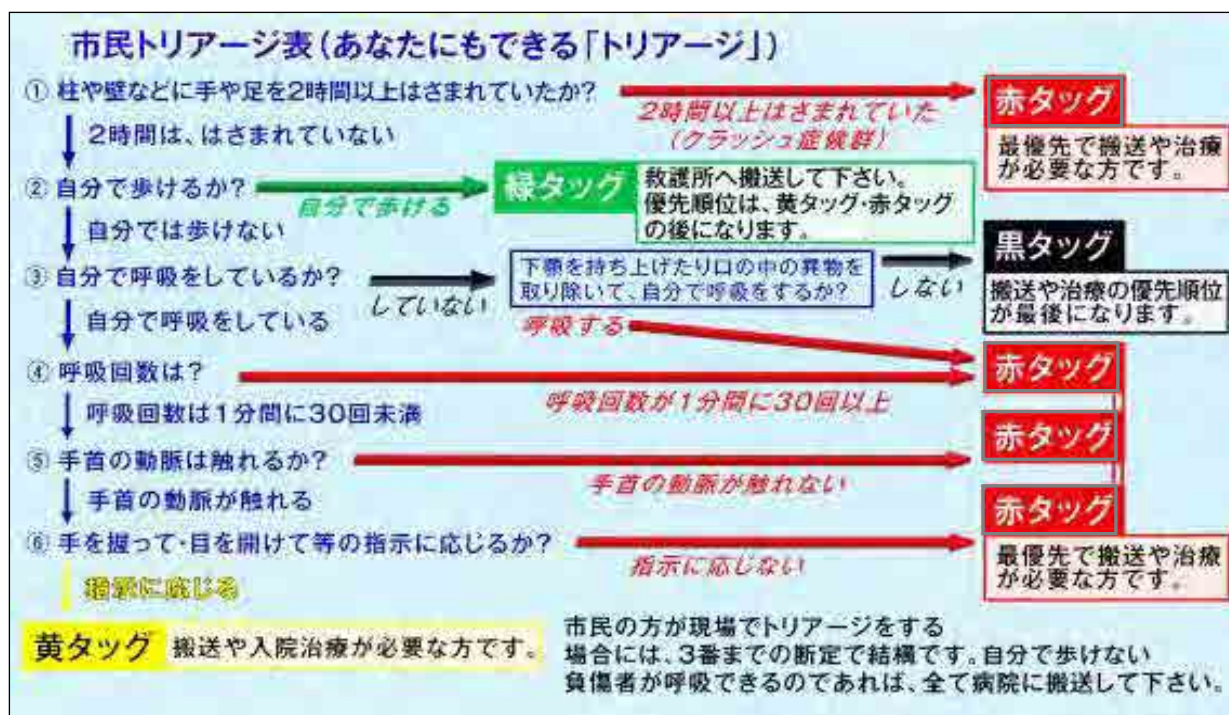 市民トリアージ表(あなたにもできる「トリアージ」)
① 柱や壁などに手や足を2時間以上はさまれていたか?
2時間以上はさまれていた
(クラッシュ症候群)
赤タッグ
最優先で搬送や治療
が必要な方です。
2時間は、はさまれていない
② 自分で歩けるか?
自分で歩ける
緑タッグ
救護所へ搬送して下さい。
優先順位は、黄タッグ・赤タッグ
の後になります。
自分では歩けない
③ 自分で呼吸をしているか?
していない
下顎を持ち上げたり口の中の異物を
取り除いて、自分で呼吸をするか?
しない
黒タッグ
搬送や治療の優先順位
が最後になります。
呼吸する
赤タッグ
自分で呼吸をしている
④ 呼吸回数は?
呼吸回数が1分間に30回以上
呼吸回数は1分間に30回未満
赤タッグ
⑤ 手首の動脈は触れるか?
手首の動脈が触れない
手首の動脈が触れる
赤タッグ
⑥ 手を握って・目を開けて等の指示に応じるか?
指示に応じない
最優先で搬送や治療
が必要な方です。
指示に応じる
黄タッグ 搬送や入院治療が必要な方です。
市民の方が現場でトリアージをする
場合には、3番までの断定で結構です。自分で歩けない
負傷者が呼吸できるのであれば、全て病院に搬送して下さい。